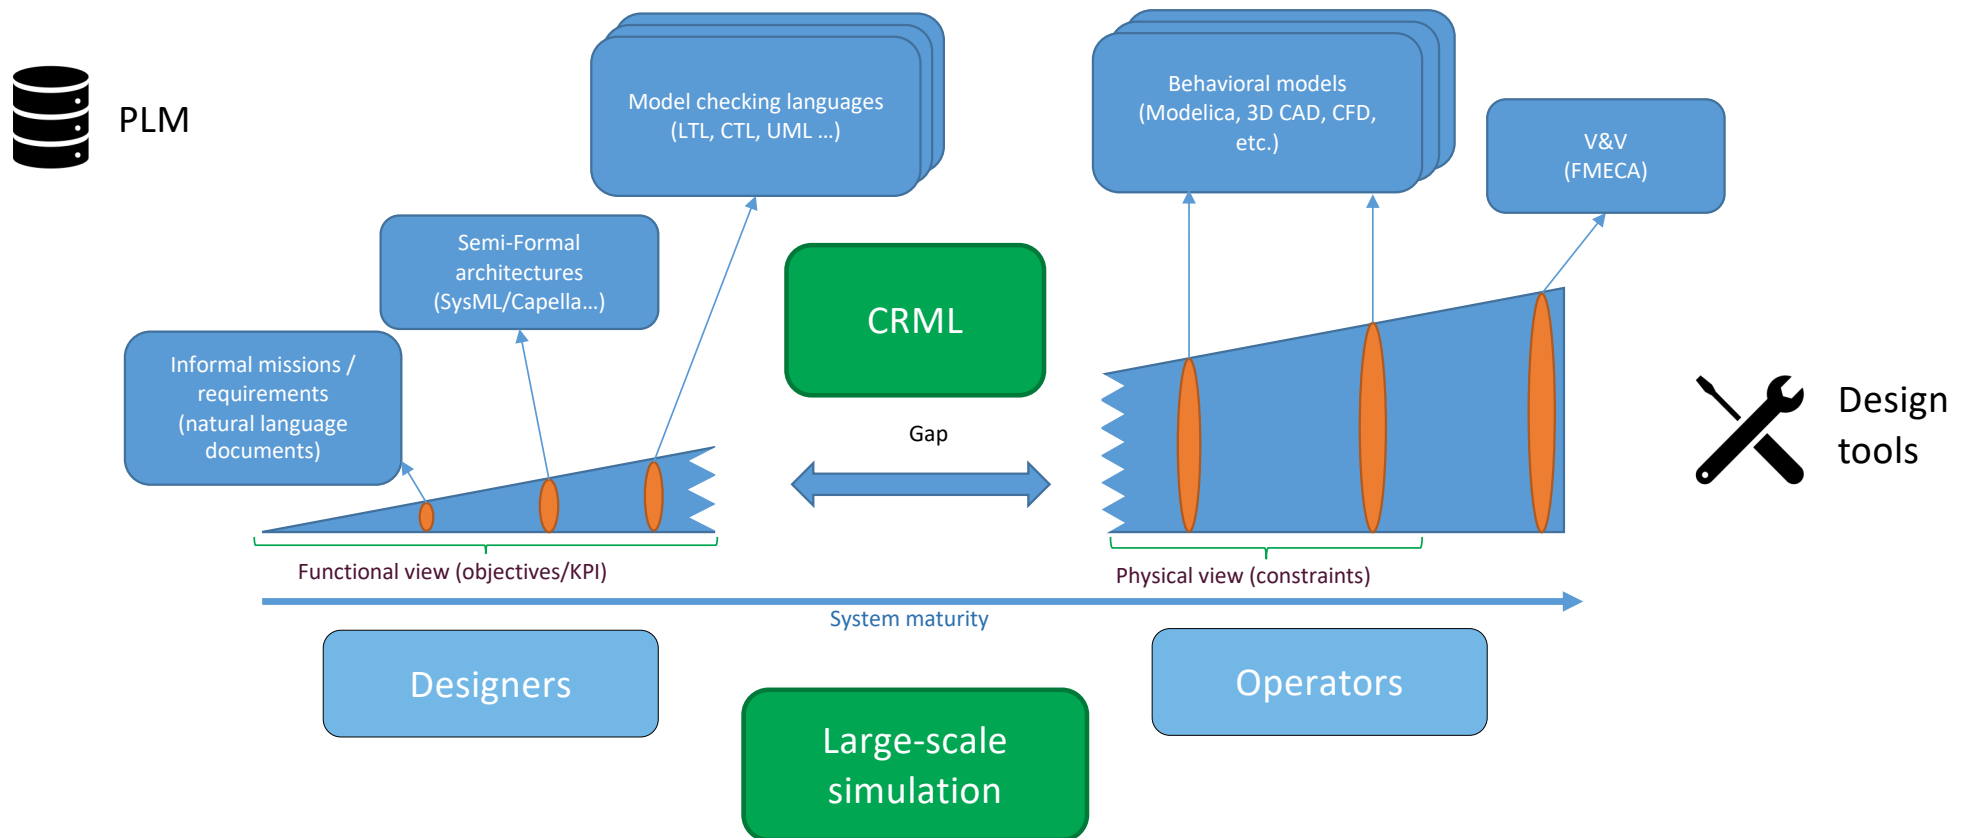 PLM
Model checking languages
(LTL, CTL, UML …)
Behavioral models
(Modelica, 3D CAD, CFD,
etc.)
V&V
(FMECA)
Semi-Formal
architectures
(SysML/Capella…)
CRML
Informal missions /
requirements
(natural language
documents)
Gap
Design
tools
Functional view (objectives/KPI)
Physical view (constraints)
System maturity
Designers
Operators
Large-scale
simulation